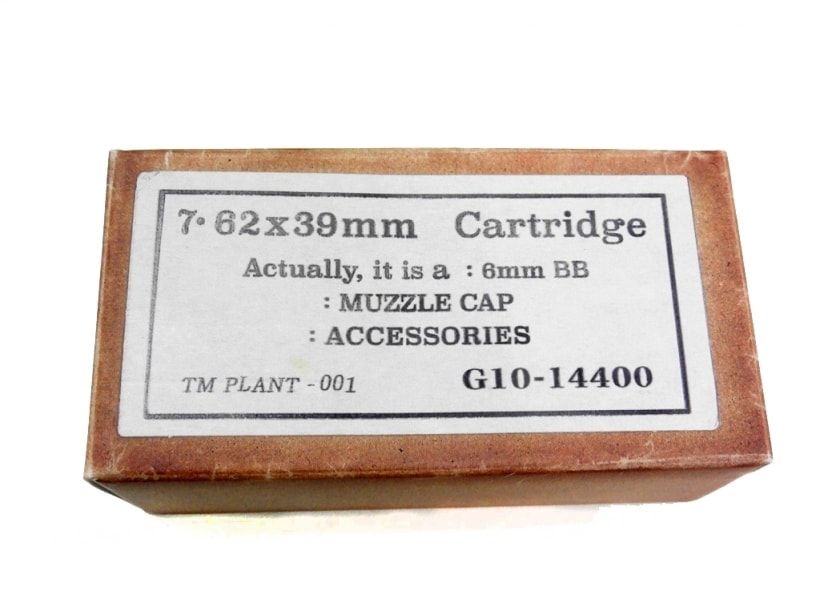 7.62x39mm Cartridge
Actually, it is a : 6mm BB
: MUZZLE CAP
: ACCESSORIES
TM PLANT - 001 G10-14400